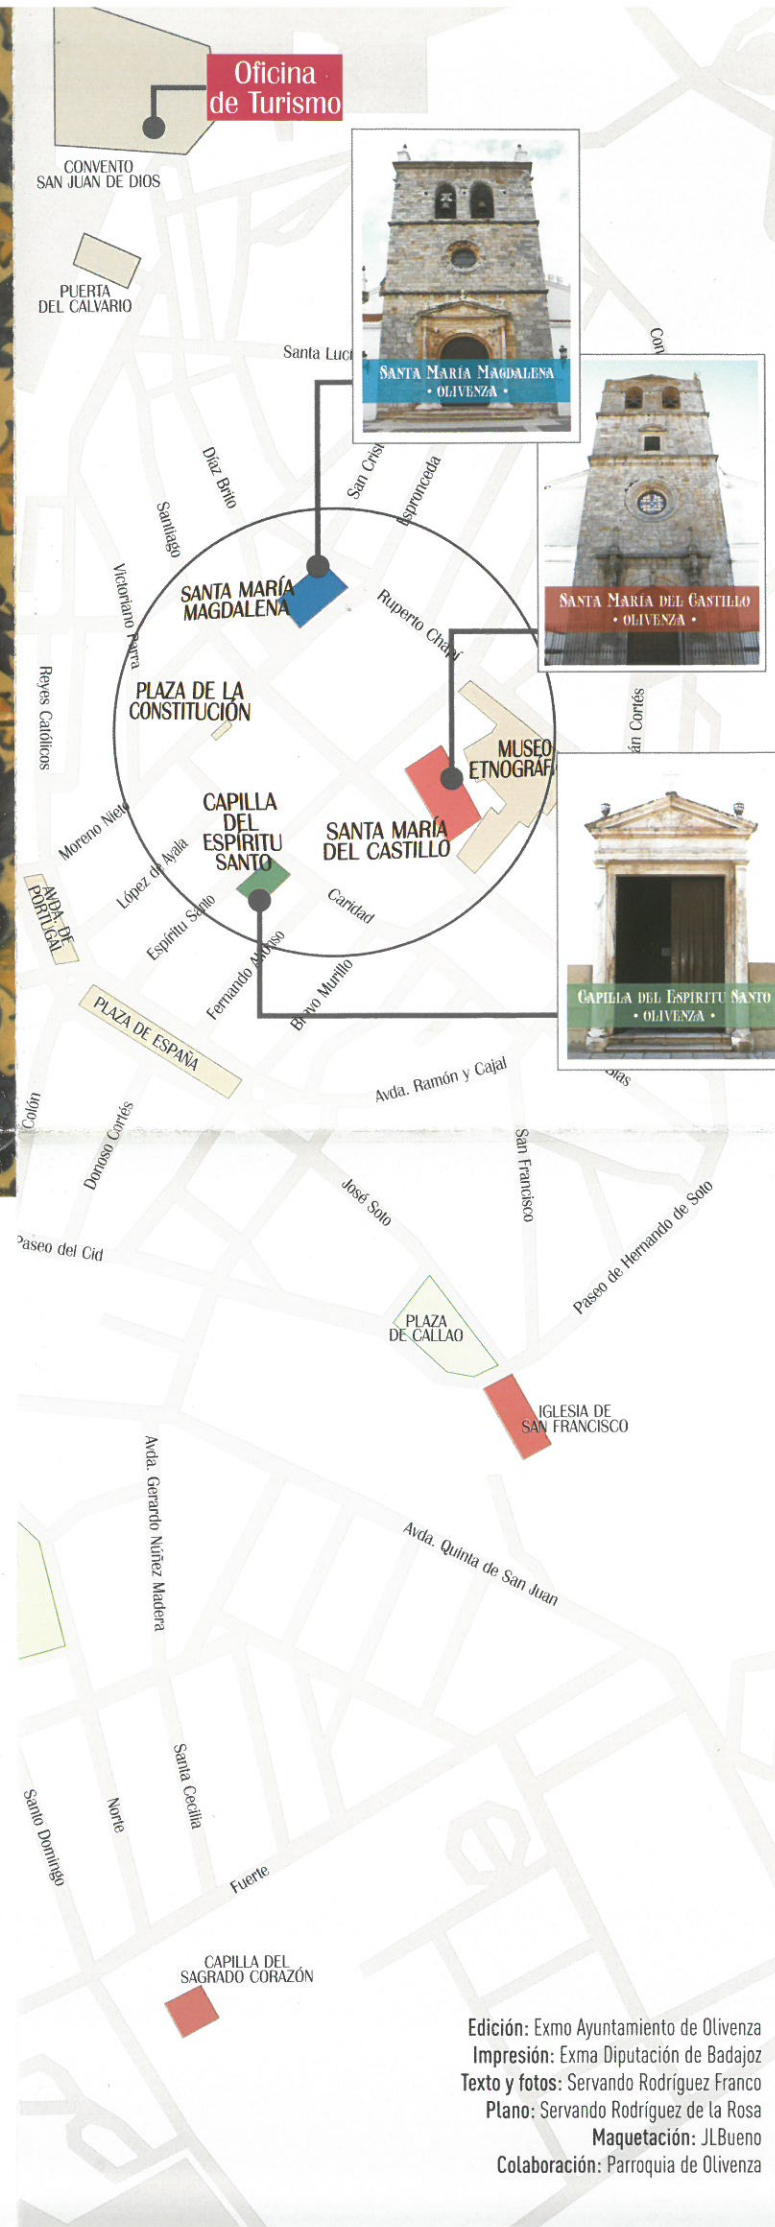 Oficina
de Turismo
CONVENTO
SAN JUAN DE DIOS
PUERTA
DEL CALVARIO
Santa Luci
SANTA MARÍA MAGDALENA
• OLIVENZA •
Con
SANTA MARÍA DEL CASTILLO
• OLIVENZA •
Díaz Brito
San Crist
Espronceda
Santiago
Victoriano Parra
SANTA MARÍA
MAGDALENA
Ruperto Chapí
Reyes Católicos
PLAZA DE LA
CONSTITUCIÓN
án Cortés
MUSEO
ETNOGRÁFI
CAPILLA
DEL
ESPÍRITU
SANTO
SANTA MARÍA
DEL CASTILLO
Moreno Nieto
López de Ayala
Espíritu Santo
Caridad
AVDA. DE
PORTUGAL
Fernando Alfonso
Bravo Murillo
CAPILLA DEL ESPÍRITU SANTO
• OLIVENZA •
PLAZA DE ESPAÑA
Avda. Ramón y Cajal
Blas
Colón
Donoso Cortés
José Soto
San Francisco
Paseo de Hernando de Soto
Paseo del Cid
PLAZA
DE CALLAO
IGLESIA DE
SAN FRANCISCO
Avda. Gerardo Núñez Madera
Avda. Quinta de San Juan
Santa Cecilia
Norte
Santo Domingo
Fuerte
CAPILLA DEL
SAGRADO CORAZÓN
Edición: Exmo Ayuntamiento de Olivenza
Impresión: Exma Diputación de Badajoz
Texto y fotos: Servando Rodríguez Franco
Plano: Servando Rodríguez de la Rosa
Maquetación: JLBueno
Colaboración: Parroquia de Olivenza